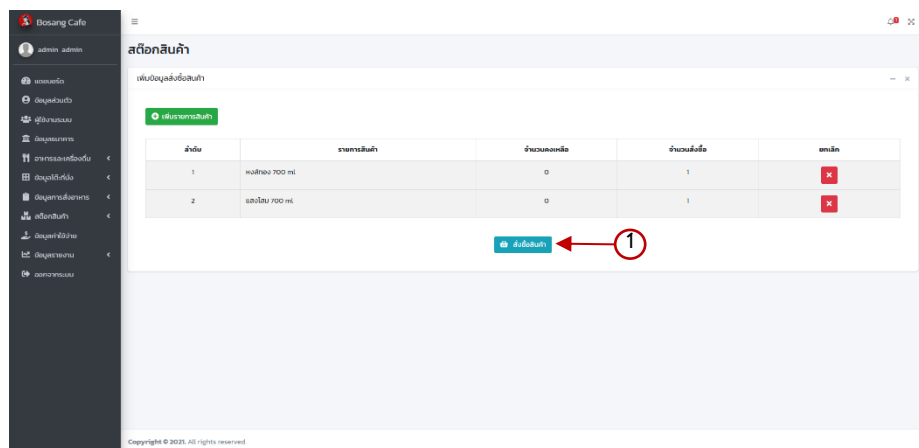 Bosang Cafe
admin admin
แดชบอร์ด
ข้อมูลส่วนตัว
ผู้ใช้งานระบบ
ข้อมูลธนาคาร
อาหารและเครื่องดื่ม
ข้อมูลโต๊ะที่นั่ง
ข้อมูลการสั่งอาหาร
สต๊อกสินค้า
ข้อมูลค่าใช้จ่าย
ข้อมูลรายงาน
ออกจากระบบ
สต๊อกสินค้า
เพิ่มข้อมูลสั่งซื้อสินค้า
เพิ่มรายการสินค้า
ลำดับ รายการสินค้า จำนวนคงเหลือ จำนวนสั่งซื้อ ยกเลิก
1 หงส์ทอง 700 ml 0 1
2 แสงโสม 700 ml 0 1
สั่งซื้อสินค้า 1
Copyright © 2021. All rights reserved.